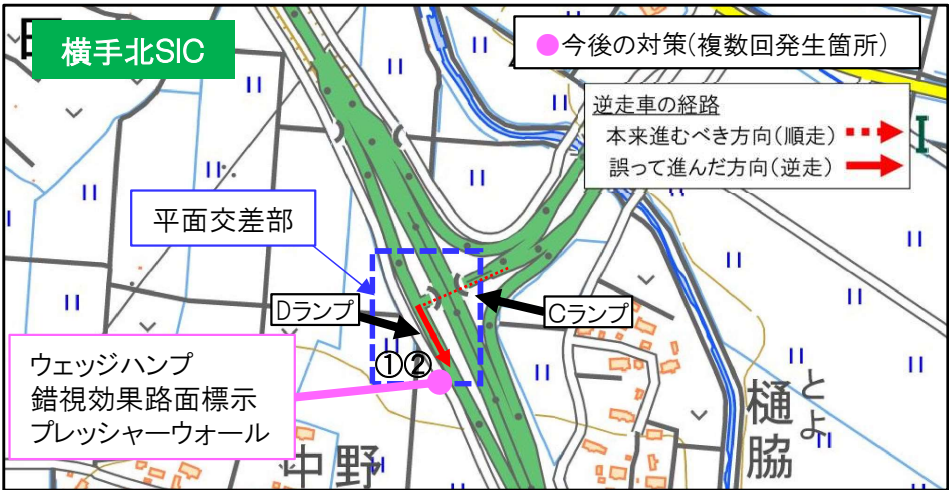 横手北SIC
●今後の対策(複数回発生箇所)
逆走車の経路
本来進むべき方向(順走)
誤って進んだ方向(逆走)
平面交差部
Dランプ
Cランプ
①②
ウェッジハンプ
錯視効果路面標示
プレッシャーウォール
中野
樋脇
とよ